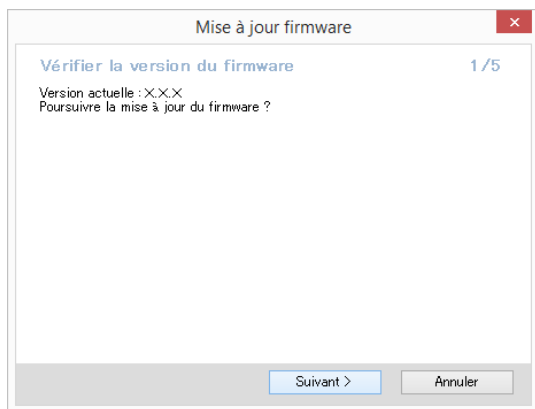 Mise à jour firmware
Vérifier la version du firmware 1/5
Version actuelle : X.X.X
Poursuivre la mise à jour du firmware ?
Suivant > Annuler